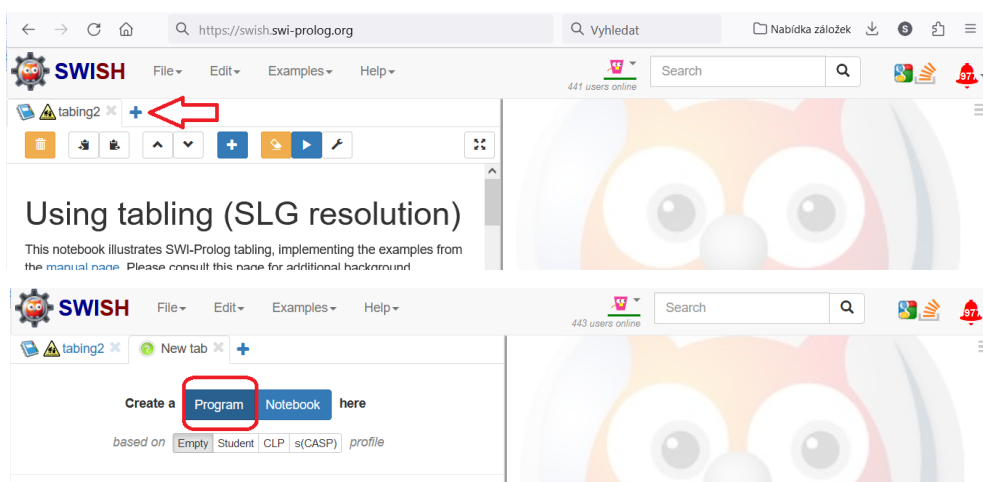 https://swish.swi-prolog.org Vyhledat Nabídka záložek S
SWISH File Edit Examples Help 441 users online Search 977
tabing2
Using tabling (SLG resolution)
This notebook illustrates SWI-Prolog tabling, implementing the examples from
the manual page. Please consult this page for additional background
SWISH File Edit Examples Help 443 users online Search 977
tabing2 New tab
Create a Program Notebook here
based on Empty Student CLP s(CASP) profile